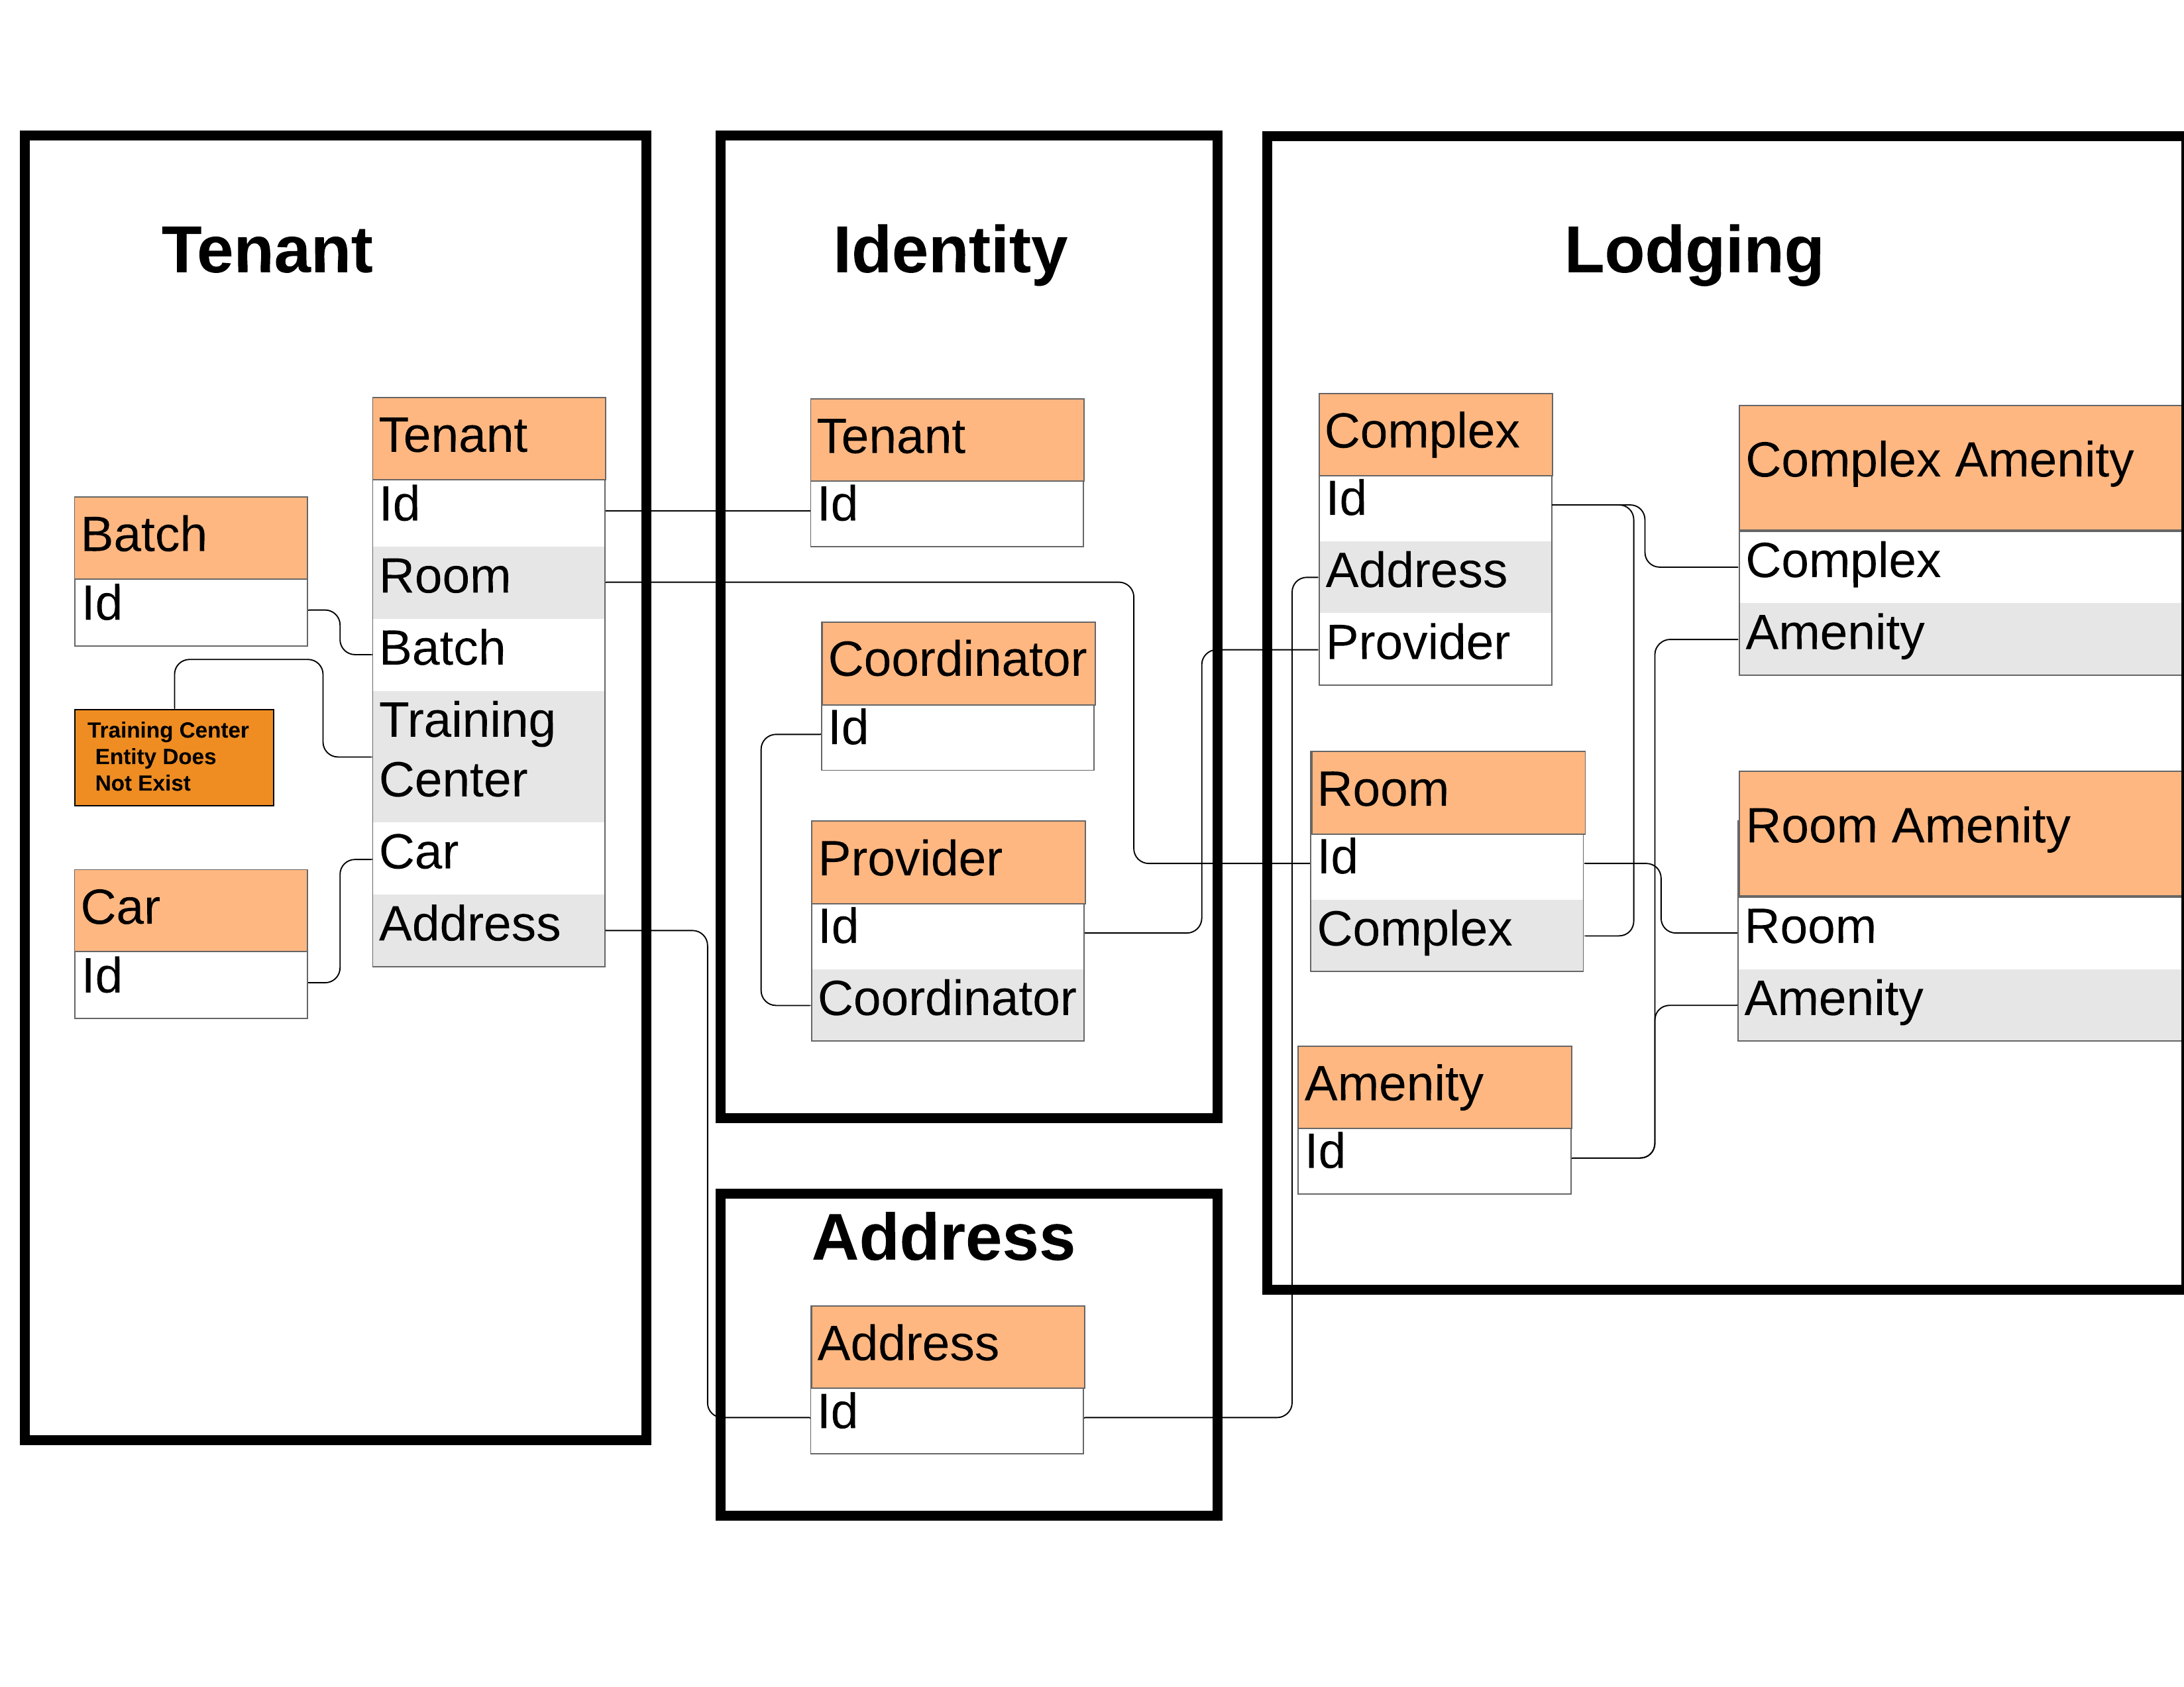 Tenant
Batch
Id
Training Center
Entity Does
Not Exist
Car
Id
Tenant
Id
Room
Batch
Training
Center
Car
Address
Identity
Tenant
Id
Coordinator
Id
Provider
Id
Coordinator
Address
Address
Id
Lodging
Complex
Id
Address
Provider
Room
Id
Complex
Amenity
Id
Complex Amenity
Complex
Amenity
Room Amenity
Room
Amenity